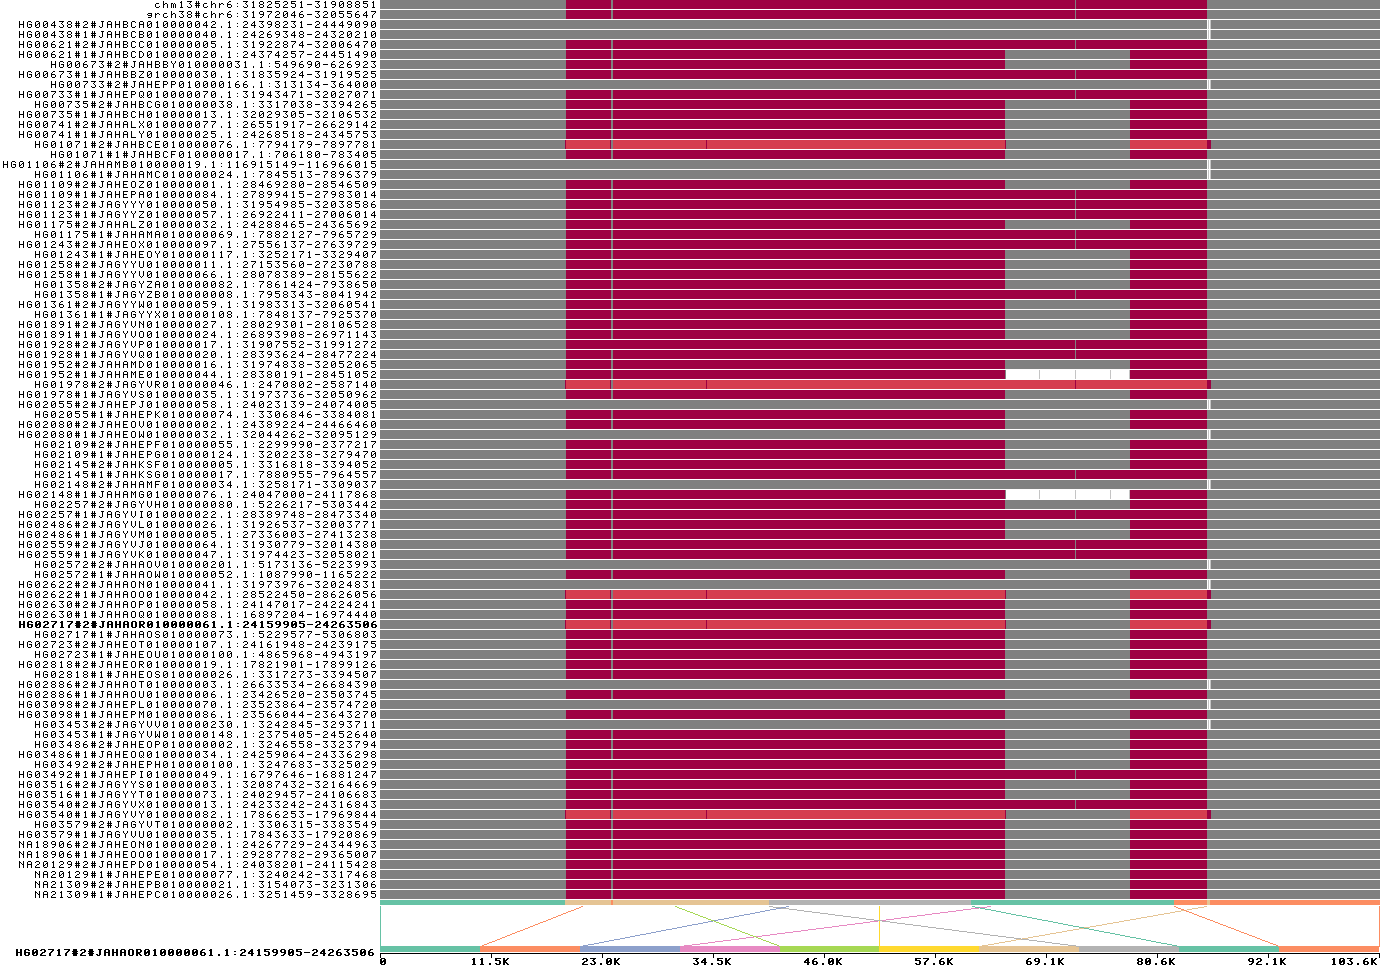 chm13#chr6:31825251-31908851
grch38#chr6:31972046-32055647
HG00438#2#JAHBCA010000042.1:24398231-24449090
HG00438#1#JAHBCB010000040.1:24269348-24320210
HG00621#2#JAHBCC010000005.1:31922874-32006470
HG00621#1#JAHBCD010000020.1:24374257-24451490
HG00673#2#JAHBBY010000031.1:549690-626923
HG00673#1#JAHBBZ010000030.1:31835924-31919525
HG00733#2#JAHEPP010000166.1:313134-364000
HG00733#1#JAHEPQ010000070.1:31943471-32027071
HG00735#2#JAHBCG010000038.1:3317038-3394265
HG00735#1#JAHBCH010000013.1:32029305-32106532
HG00741#2#JAHALX010000077.1:26551917-26629142
HG00741#1#JAHALY010000025.1:24268518-24345753
HG01071#2#JAHBCE010000076.1:7794179-7897781
HG01071#1#JAHBCF010000017.1:706180-783405
HG01106#2#JAHAMB010000019.1:116915149-116966015
HG01106#1#JAHAMC010000024.1:7845513-7896379
HG01109#2#JAHEOZ010000001.1:28469280-28546509
HG01109#1#JAHEPA010000084.1:27899415-27983014
HG01123#2#JAGYYY010000050.1:31954985-32038586
HG01123#1#JAGYYZ010000057.1:26922411-27006014
HG01175#2#JAHALZ010000032.1:24288465-24365692
HG01175#1#JAHAMA010000069.1:7882127-7965729
HG01243#2#JAHEOX010000097.1:27556137-27639729
HG01243#1#JAHEOY010000117.1:3252171-3329407
HG01258#2#JAGYYU010000011.1:27153560-27230788
HG01258#1#JAGYYV010000066.1:28078389-28155622
HG01358#2#JAGYZA010000082.1:7861424-7938650
HG01358#1#JAGYZB010000008.1:7958343-8041942
HG01361#2#JAGYYW010000059.1:31983313-32060541
HG01361#1#JAGYYX010000108.1:7848137-7925370
HG01891#2#JAGYVN010000027.1:28029301-28106528
HG01891#1#JAGYVO010000024.1:26893908-26971143
HG01928#2#JAGYVP010000017.1:31907552-31991272
HG01928#1#JAGYVQ010000020.1:28393624-28477224
HG01952#2#JAHAMD010000016.1:31974838-32052065
HG01952#1#JAHAME010000044.1:28380191-28451052
HG01978#2#JAGYVR010000046.1:2470802-2587140
HG01978#1#JAGYVS010000035.1:31973736-32050962
HG02055#2#JAHEPJ010000058.1:24023139-24074005
HG02055#1#JAHEPK010000074.1:3306846-3384081
HG02080#2#JAHEOV010000002.1:24389224-24466460
HG02080#1#JAHEOW010000032.1:32044262-32095129
HG02109#2#JAHEPF010000055.1:2299990-2377217
HG02109#1#JAHEPG010000124.1:3202238-3279470
HG02145#2#JAHKSF010000005.1:3316818-3394052
HG02145#1#JAHKSG010000017.1:7880955-7964557
HG02148#2#JAHAMF010000034.1:3258171-3309037
HG02148#1#JAHAMG010000076.1:24047000-24117868
HG02257#2#JAGYVH010000080.1:5226217-5303442
HG02257#1#JAGYVI010000022.1:28389748-28473340
HG02486#2#JAGYVL010000026.1:31926537-32003771
HG02486#1#JAGYVM010000005.1:27336003-27413238
HG02559#2#JAGYVJ010000064.1:31930779-32014380
HG02559#1#JAGYVK010000047.1:31974423-32058021
HG02572#2#JAHAOV010000201.1:5173136-5223993
HG02572#1#JAHAOW010000052.1:1087990-1165222
HG02622#2#JAHAON010000041.1:31973976-32024831
HG02622#1#JAHAOO010000042.1:28522450-28626056
HG02630#2#JAHAOP010000058.1:24147017-24224241
HG02630#1#JAHAOQ010000088.1:16897204-16974440
HG02717#2#JAHAOR010000061.1:24159905-24263506
HG02717#1#JAHAOS010000073.1:5229577-5306803
HG02723#2#JAHEOT010000107.1:24161948-24239175
HG02723#1#JAHEOU010000100.1:4865968-4943197
HG02818#2#JAHEOR010000019.1:17821901-17899126
HG02818#1#JAHEOS010000026.1:3317273-3394507
HG02886#2#JAHAOT010000003.1:26633534-26684390
HG02886#1#JAHAOU010000006.1:23426520-23503745
HG03098#2#JAHEPL010000070.1:23523864-23574720
HG03098#1#JAHEPM010000086.1:23566044-23643270
HG03453#2#JAGYVV010000230.1:3242845-3293711
HG03453#1#JAGYVW010000148.1:2375405-2452640
HG03486#2#JAHEOP010000002.1:3246558-3323794
HG03486#1#JAHEOQ010000034.1:24259064-24336298
HG03492#2#JAHEPH010000100.1:3247683-3325029
HG03492#1#JAHEPI010000049.1:16797646-16881247
HG03516#2#JAGYYS010000003.1:32087432-32164669
HG03516#1#JAGYYT010000073.1:24029457-24106683
HG03540#2#JAGYVX010000013.1:24233242-24316843
HG03540#1#JAGYVY010000082.1:17866253-17969844
HG03579#2#JAGYVT010000002.1:3306315-3383549
HG03579#1#JAGYVU010000035.1:17843633-17920869
NA18906#2#JAHEON010000020.1:24267729-24344963
NA18906#1#JAHEOO010000017.1:29287782-29365007
NA20129#2#JAHEPD010000054.1:24038201-24115428
NA20129#1#JAHEPE010000077.1:3240242-3317468
NA21309#2#JAHEPB010000021.1:3154073-3231306
NA21309#1#JAHEPC010000026.1:3251459-3328695
HG02717#2#JAHAOR010000061.1:24159905-24263506
0 11.5K 23.0K 34.5K 46.0K 57.6K 69.1K 80.6K 92.1K 103.6K